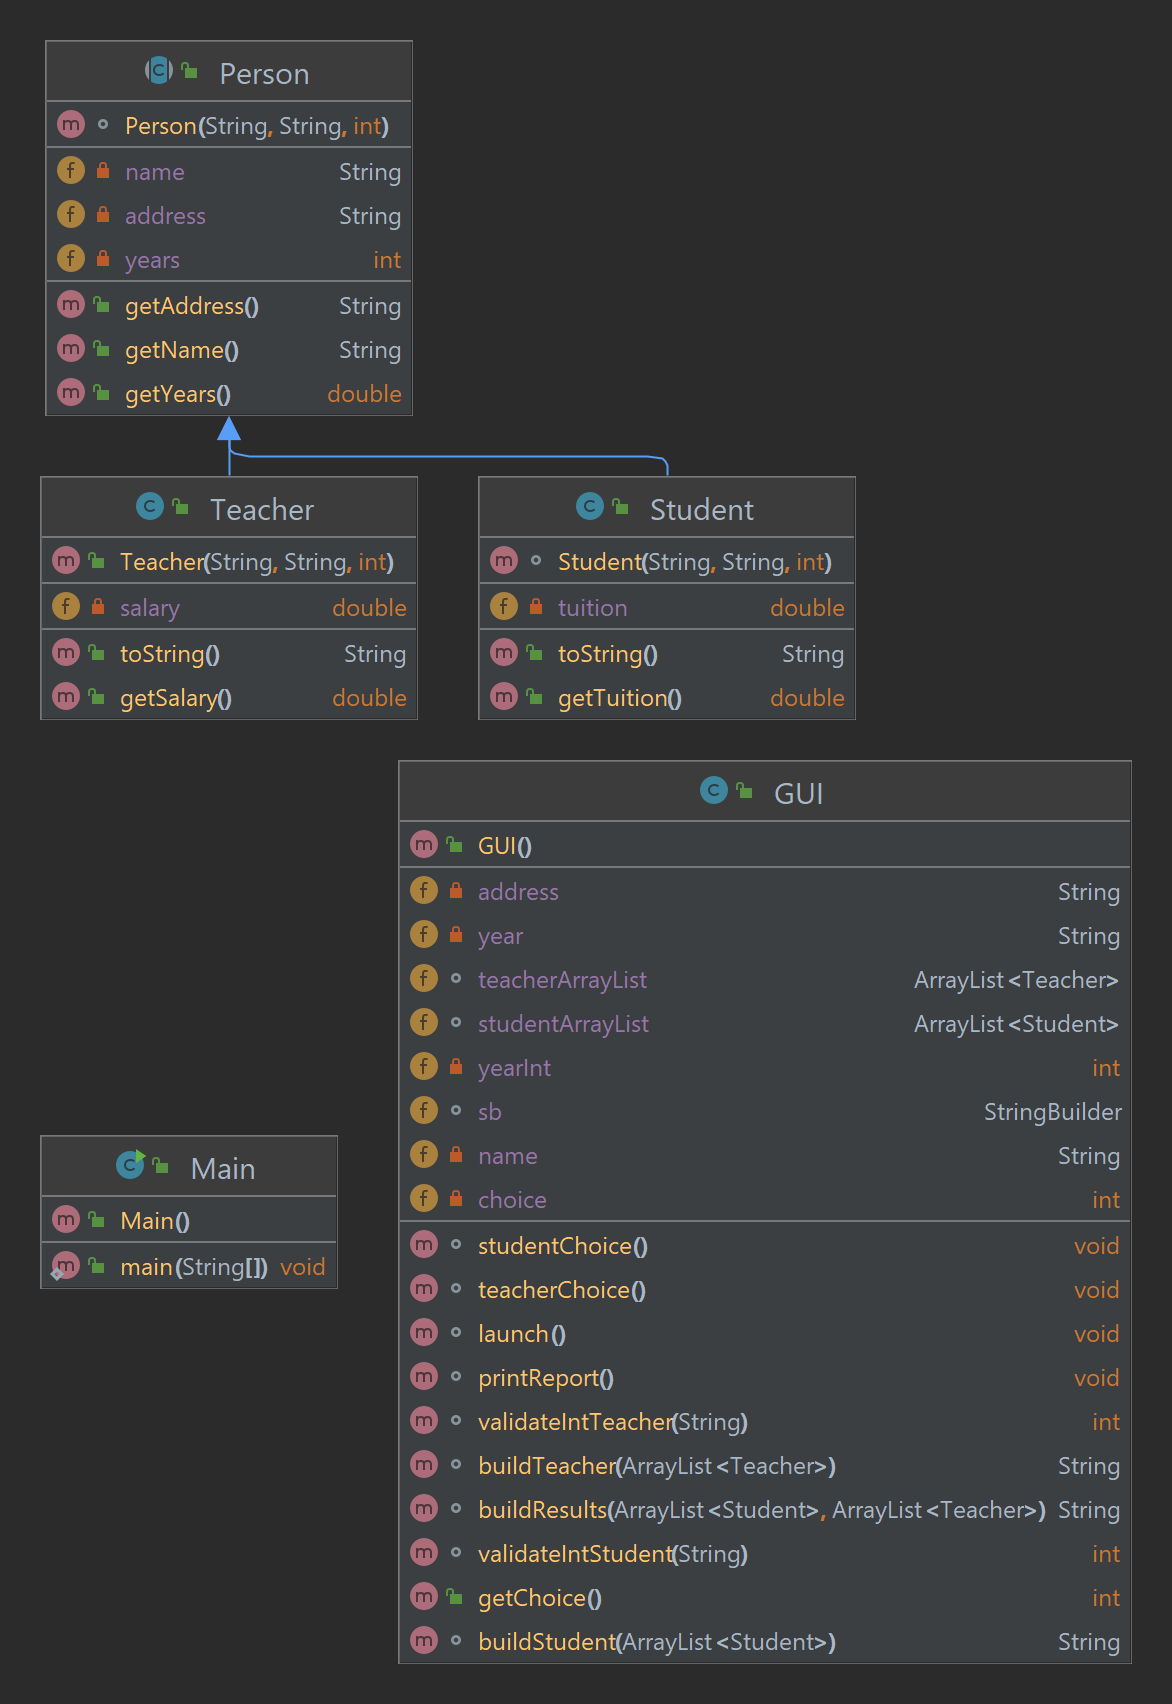 Person
Person(String, String, int)
name String
address String
years int
getAddress() String
getName() String
getYears() double
Teacher
Teacher(String, String, int)
salary double
toString() String
getSalary() double
Student
Student(String, String, int)
tuition double
toString() String
getTuition() double
GUI
GUI()
address String
year String
teacherArrayList ArrayList<Teacher>
studentArrayList ArrayList<Student>
yearInt int
sb StringBuilder
name String
choice int
studentChoice() void
teacherChoice() void
launch() void
printReport() void
validateIntTeacher(String) int
buildTeacher(ArrayList<Teacher>) String
buildResults(ArrayList<Student>, ArrayList<Teacher>) String
validateIntStudent(String) int
getChoice() int
buildStudent(ArrayList<Student>) String
Main
Main()
main(String[]) void